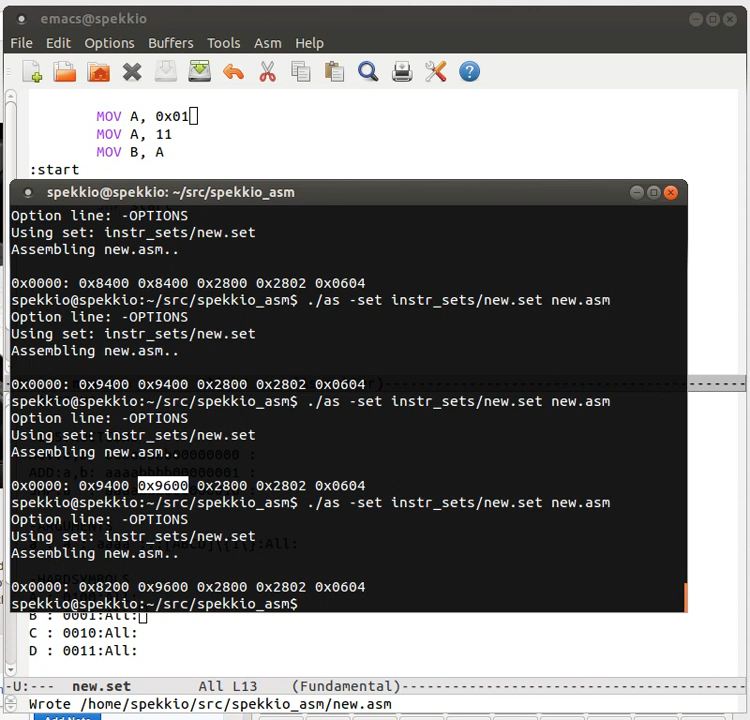 emacs@spekkio
File Edit Options Buffers Tools Asm Help
MOV A, 0x01
MOV A, 11
MOV B, A
:start
spekkio@spekkio: ~/src/spekkio_asm
Option line: -OPTIONS
Using set: instr_sets/new.set
Assembling new.asm..
0x0000: 0x8400 0x8400 0x2800 0x2802 0x0604
spekkio@spekkio:~/src/spekkio_asm$ ./as -set instr_sets/new.set new.asm
Option line: -OPTIONS
Using set: instr_sets/new.set
Assembling new.asm..
0x0000: 0x9400 0x9400 0x2800 0x2802 0x0604
spekkio@spekkio:~/src/spekkio_asm$ ./as -set instr_sets/new.set new.asm
Option line: -OPTIONS
Using set: instr_sets/new.set
Assembling new.asm..
ADD:a,b: aaaabbbb00000001 :
0x0000: 0x9400 0x9600 0x2800 0x2802 0x0604
spekkio@spekkio:~/src/spekkio_asm$ ./as -set instr_sets/new.set new.asm
Option line: -OPTIONS
Using set: instr_sets/new.set
Assembling new.asm..
0x0000: 0x8200 0x9600 0x2800 0x2802 0x0604
spekkio@spekkio:~/src/spekkio_asm$
B : 0001:All:
C : 0010:All:
D : 0011:All:
-U:--- new.set All L13 (Fundamental)
Wrote /home/spekkio/src/spekkio_asm/new.asm